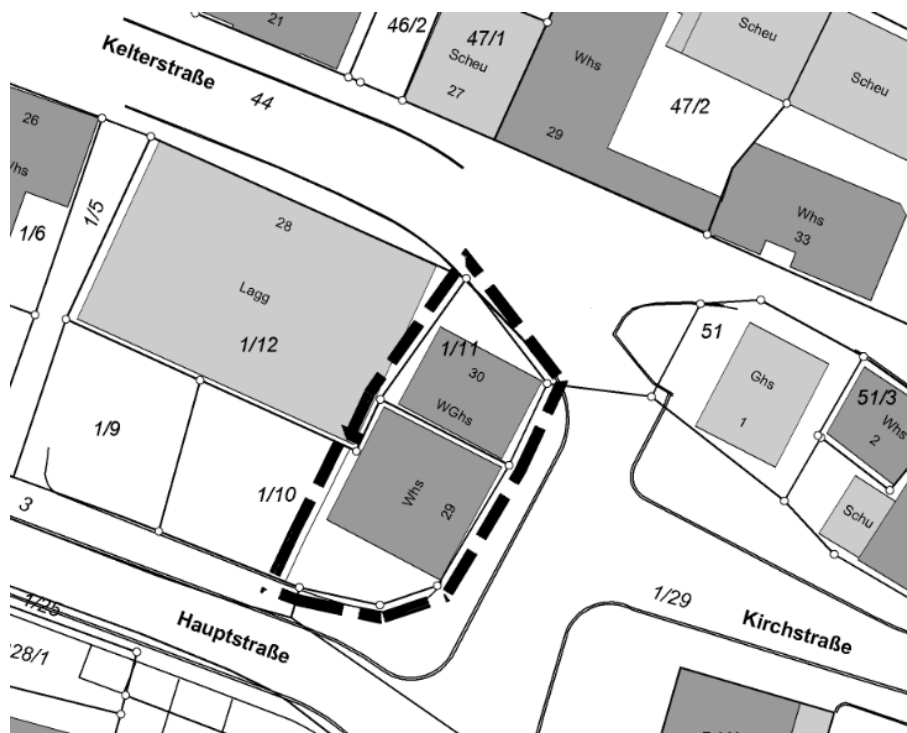 21
46/2
47/1
Scheu
27
Whs
29
47/2
Scheu
Scheu
Kelterstraße
44
26
1/6
1/5
28
Lagg
1/12
Whs
33
1/11
30
WGhs
Whs
29
51
Ghs
1
51/3
Whs
2
Schu
1/9
1/10
3
1/25
Hauptstraße
1/29
Kirchstraße